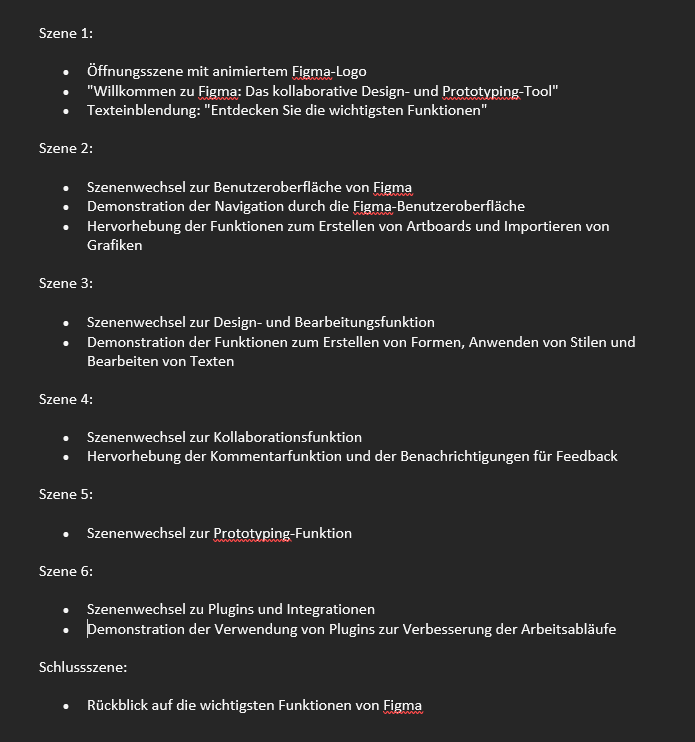 Szene 1:
• Öffnungsszene mit animiertem Figma-Logo
• "Willkommen zu Figma: Das kollaborative Design- und Prototyping-Tool"
• Texteinblendung: "Entdecken Sie die wichtigsten Funktionen"
Szene 2:
• Szenenwechsel zur Benutzeroberfläche von Figma
• Demonstration der Navigation durch die Figma-Benutzeroberfläche
• Hervorhebung der Funktionen zum Erstellen von Artboards und Importieren von
Grafiken
Szene 3:
• Szenenwechsel zur Design- und Bearbeitungsfunktion
• Demonstration der Funktionen zum Erstellen von Formen, Anwenden von Stilen und
Bearbeiten von Texten
Szene 4:
• Szenenwechsel zur Kollaborationsfunktion
• Hervorhebung der Kommentarfunktion und der Benachrichtigungen für Feedback
Szene 5:
• Szenenwechsel zur Prototyping-Funktion
Szene 6:
• Szenenwechsel zu Plugins und Integrationen
• Demonstration der Verwendung von Plugins zur Verbesserung der Arbeitsabläufe
Schlussszene:
• Rückblick auf die wichtigsten Funktionen von Figma